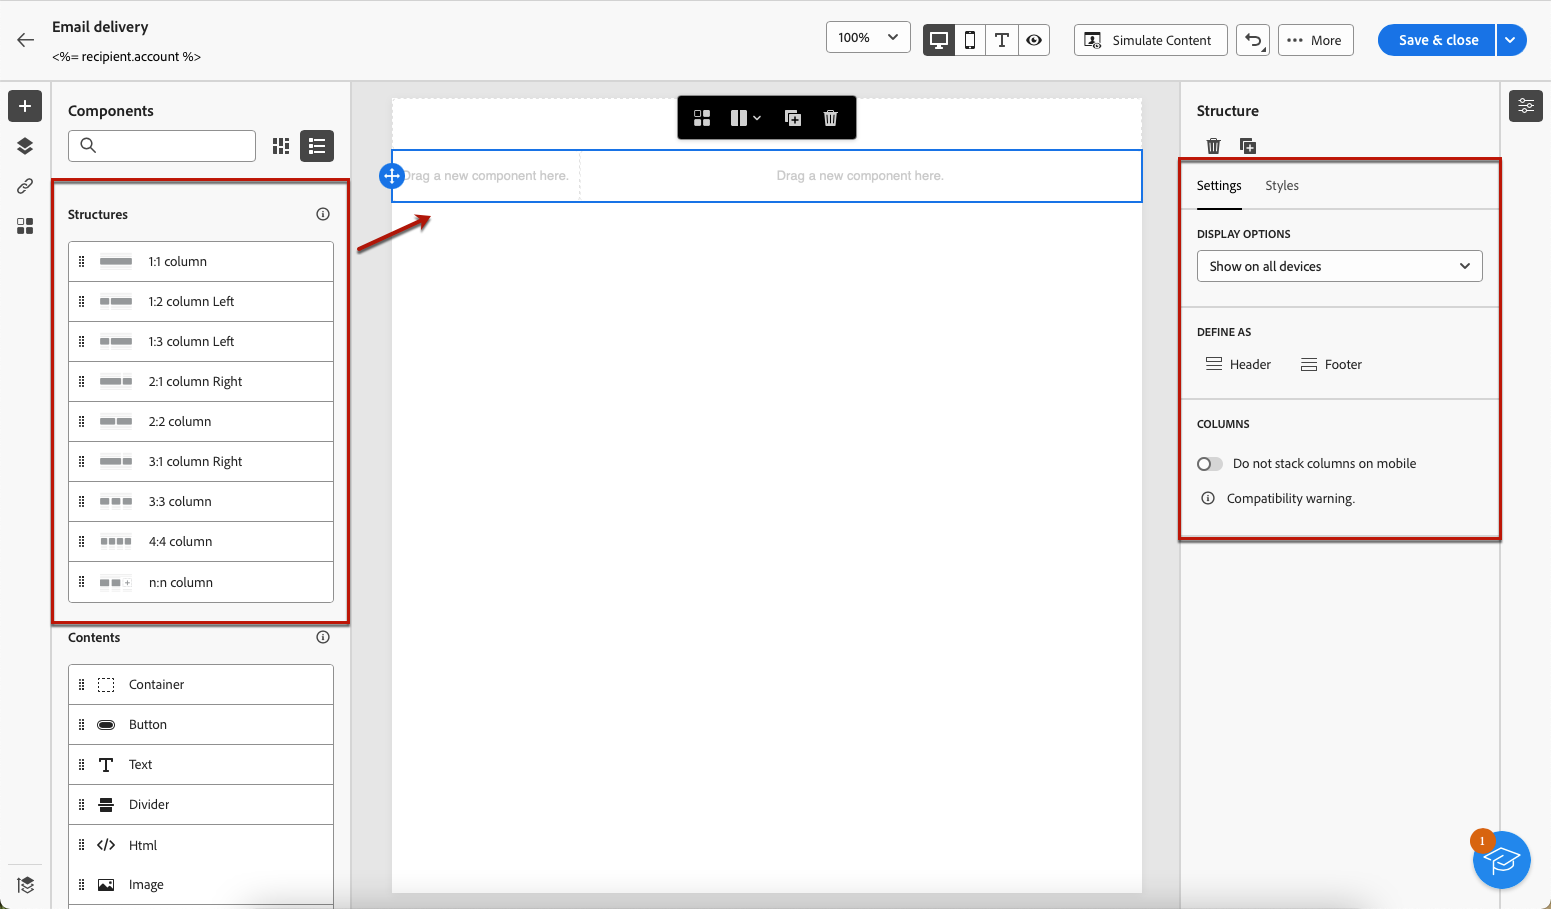 Email delivery
<%= recipient.account %>
100%
Simulate Content
More
Save & close
Components
Structures
1:1 column
1:2 column Left
1:3 column Left
2:1 column Right
2:2 column
3:1 column Right
3:3 column
4:4 column
n:n column
Contents
Container
Button
Text
Divider
Html
Image
Drag a new component here.
Drag a new component here.
Structure
Settings
Styles
DISPLAY OPTIONS
Show on all devices
DEFINE AS
Header
Footer
COLUMNS
Do not stack columns on mobile
Compatibility warning.
1